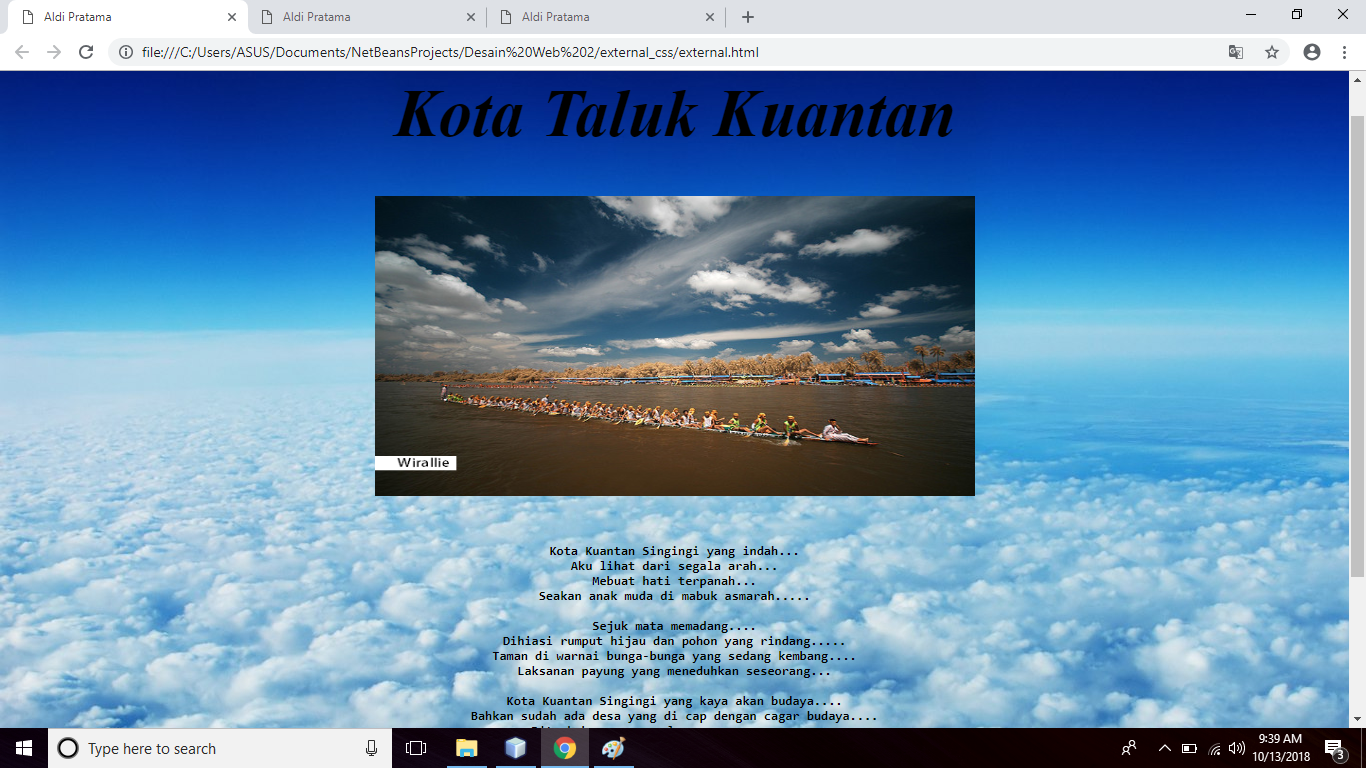 Aldi Pratama
Aldi Pratama
Aldi Pratama
file:///C:/Users/ASUS/Documents/NetBeansProjects/Desain%20Web%202/external_css/external.html
Kota Taluk Kuantan
Wirallie
Kota Kuantan Singingi yang indah...
Aku lihat dari segala arah...
Mebuat hati terpanah...
Seakan anak muda di mabuk asmarah.....
Sejuk mata memadang....
Dihiasi rumput hijau dan pohon yang rindang.....
Taman di warnai bunga-bunga yang sedang kembang....
Laksanan payung yang meneduhkan seseorang...
Kota Kuantan Singingi yang kaya akan budaya....
Bahkan sudah ada desa yang di cap dengan cagar budaya....
Type here to search
9:39 AM
10/13/2018
3